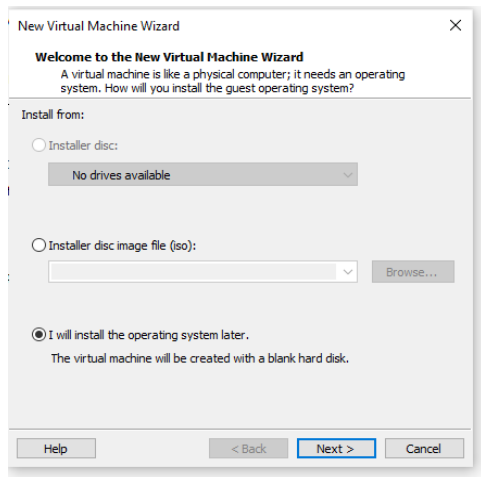 New Virtual Machine Wizard
Welcome to the New Virtual Machine Wizard
A virtual machine is like a physical computer; it needs an operating
system. How will you install the guest operating system?
Install from:
Installer disc:
No drives available
Installer disc image file (iso):
Browse...
I will install the operating system later.
The virtual machine will be created with a blank hard disk.
Help < Back Next > Cancel